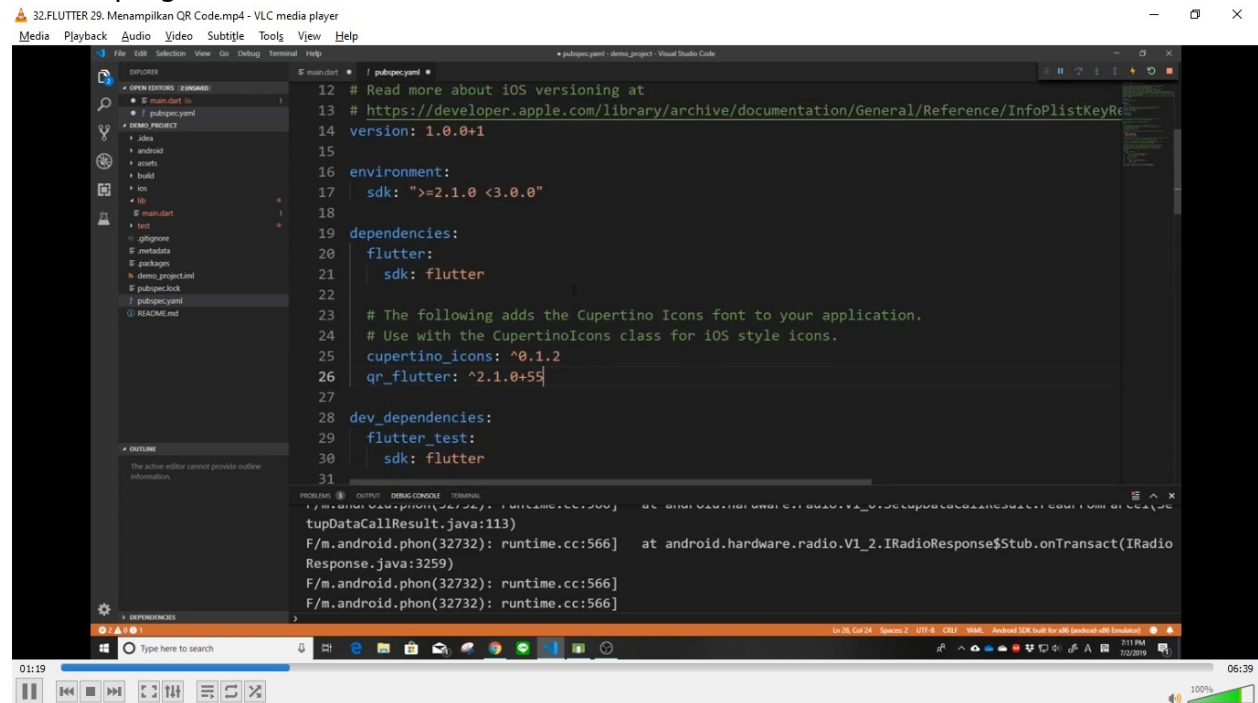 32.FLUTTER 29. Menampilkan QR Code.mp4 - VLC media player
Media Playback Audio Video Subtitle Tools View Help
File Edit Selection View Go Debug Terminal Help
pubspec.yaml - demo_project - Visual Studio Code
EXPLORER
OPEN EDITORS 2 UNSAVED
main.dart lib 1
pubspec.yaml
DEMO_PROJECT
.idea
android
assets
build
ios
lib
main.dart 1
test
.gitignore
.metadata
.packages
demo_project.iml
pubspec.lock
pubspec.yaml
README.md
OUTLINE
The active editor cannot provide outline
information.
DEPENDENCIES
main.dart
pubspec.yaml
12 # Read more about iOS versioning at
13 # https://developer.apple.com/library/archive/documentation/General/Reference/InfoPlistKeyRe
14 version: 1.0.0+1
15
16 environment:
17 sdk: ">=2.1.0 <3.0.0"
18
19 dependencies:
20 flutter:
21 sdk: flutter
22
23 # The following adds the Cupertino Icons font to your application.
24 # Use with the CupertinoIcons class for iOS style icons.
25 cupertino_icons: ^0.1.2
26 qr_flutter: ^2.1.0+55
27
28 dev_dependencies:
29 flutter_test:
30 sdk: flutter
31
PROBLEMS 3 OUTPUT DEBUG CONSOLE TERMINAL
tupDataCallResult.java:113)
F/m.android.phon(32732): runtime.cc:566] at android.hardware.radio.V1_2.IRadioResponse$Stub.onTransact(IRadio
Response.java:3259)
F/m.android.phon(32732): runtime.cc:566]
F/m.android.phon(32732): runtime.cc:566]
2 0 1
Ln 26, Col 24 Spaces: 2 UTF-8 CRLF YAML Android SDK built for x86 (android-x86 Emulator)
Type here to search
7:11 PM
7/2/2019
01:19
06:39
100%